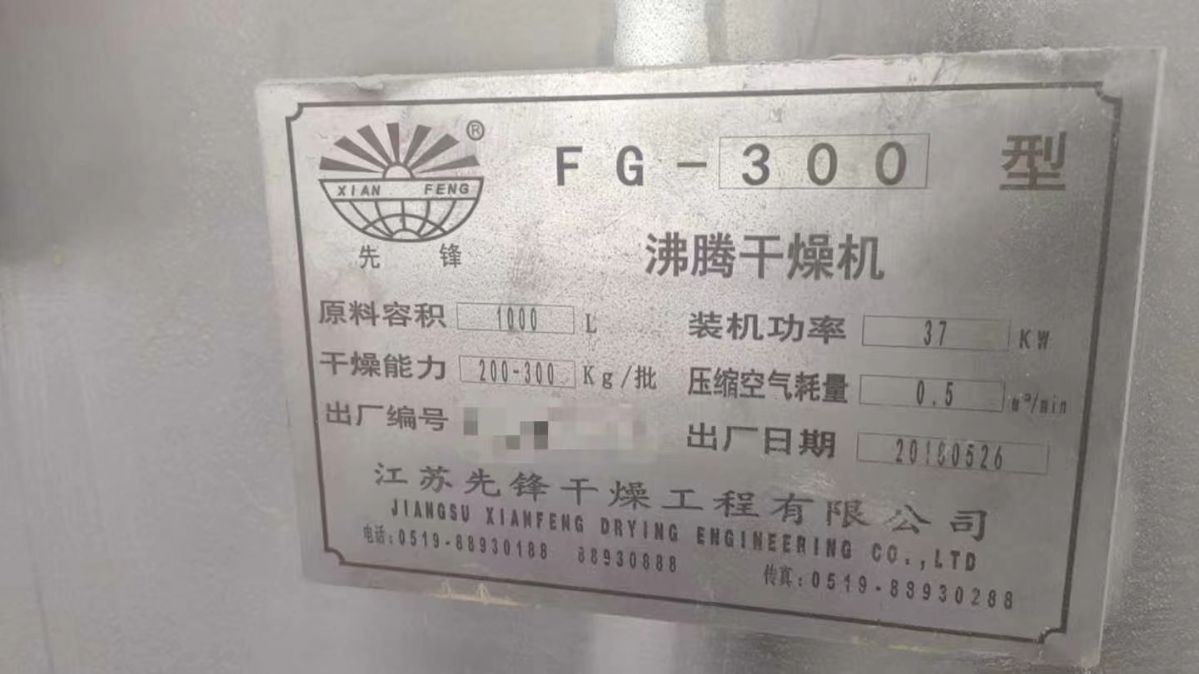 XIAN FENG ®
先 锋
FG-300 型
沸腾干燥机
原料容积 1000 L 装机功率 37 KW
干燥能力 200-300 Kg/批 压缩空气耗量 0.5 m³/min
出厂编号 出厂日期 20180526
江苏先锋干燥工程有限公司
JIANGSU XIANFENG DRYING ENGINEERING CO.,LTD
电话:0519-88930188 88930888 传真:0519-88930288